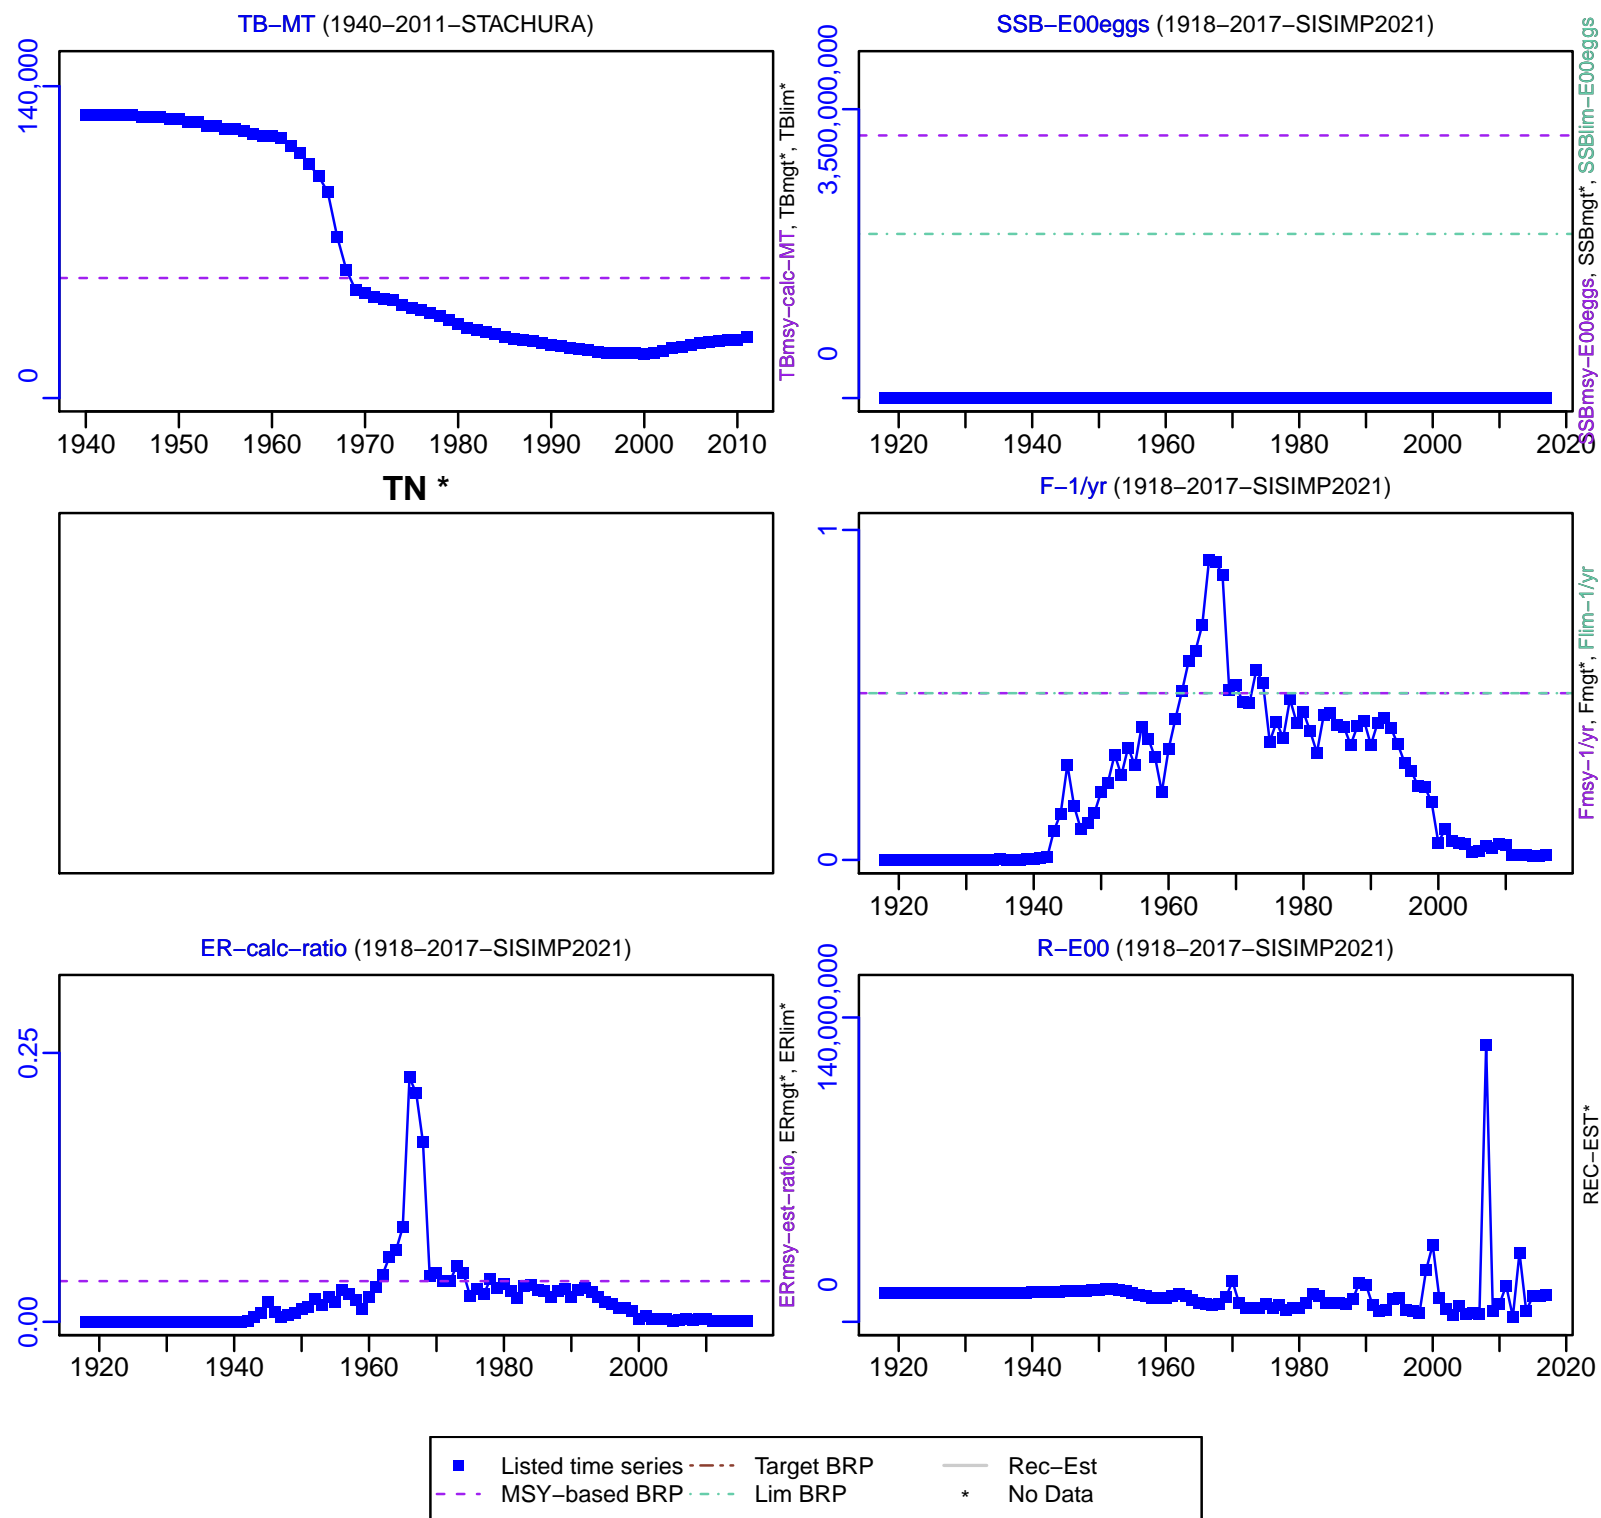 TB−MT (1940−2011−STACHURA)
140,000
0
1940 1950 1960 1970 1980 1990 2000 2010
TBmsy−calc−MT, TBmgt*, TBlim*
SSB−E00eggs (1918−2017−SISIMP2021)
3,500,000,000
0
1920 1940 1960 1980 2000 2020
SSBmsy−E00eggs, SSBmgt*, SSBlim−E00eggs
TN *
F−1/yr (1918−2017−SISIMP2021)
1
0
1920 1940 1960 1980 2000
Fmsy−1/yr, Fmgt*, Flim−1/yr
ER−calc−ratio (1918−2017−SISIMP2021)
0.25
0.00
1920 1940 1960 1980 2000
ERmsy−est−ratio, ERmgt*, ERlim*
R−E00 (1918−2017−SISIMP2021)
140,000,000
0
1920 1940 1960 1980 2000 2020
REC−EST*
Listed time series Target BRP Rec−Est
MSY−based BRP Lim BRP * No Data